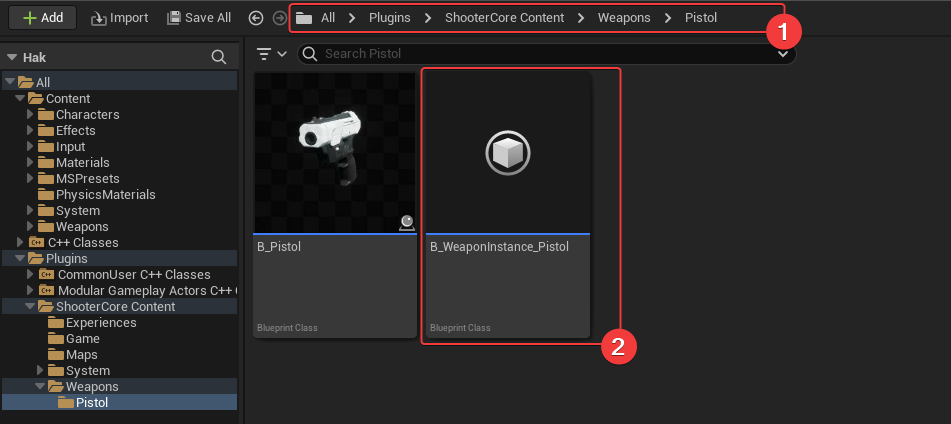 Add Import Save All All Plugins ShooterCore Content Weapons Pistol
1
Hak
Search Pistol
All
Content
Characters
Effects
Input
Materials
MSPresets
PhysicsMaterials
System
Weapons
C++ Classes
Plugins
CommonUser C++ Classes
Modular Gameplay Actors C++
ShooterCore Content
Experiences
Game
Maps
System
Weapons
Pistol
B_Pistol
Blueprint Class
B_WeaponInstance_Pistol
Blueprint Class
2